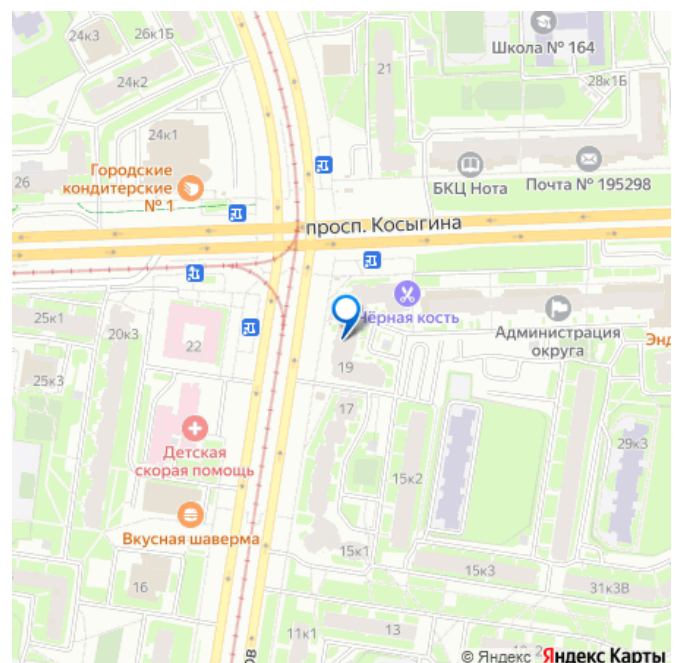 24к3
26к1Б
Школа № 164
21
24к2
28к1Б
24к1
Городские
кондитерские
№ 1
26
БКЦ Нота
Почта № 195298
просп. Косыгина
Чёрная кость
25к1
20к3
22
Администрация
округа
Энд
19
25к3
17
Детская
скорая помощь
29к3
15к2
Вкусная шаверма
15к1
15к3
16
31к3В
11к1
13
ов
© Яндекс Яндекс Карты